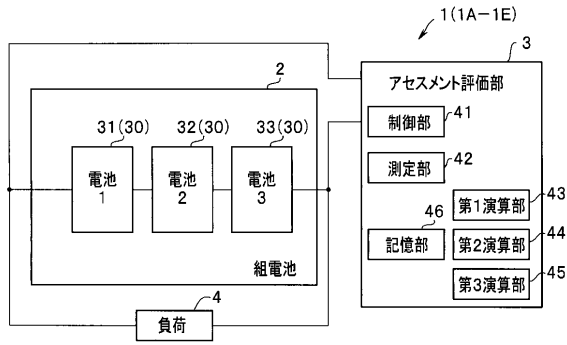 1(1A-1E)
3
2
アセスメント評価部
31(30)
32(30)
33(30)
制御部
41
測定部
42
電池
1
電池
2
電池
3
第1演算部
43
46
記憶部
第2演算部
44
組電池
第3演算部
45
4
負荷